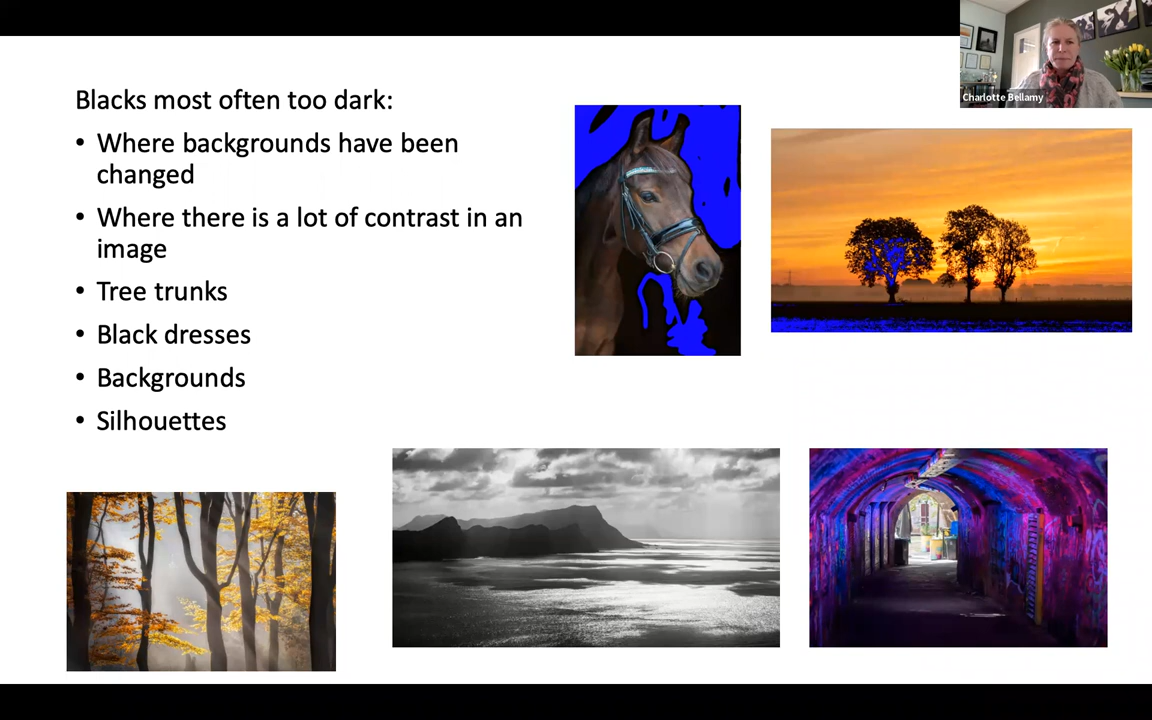 Blacks most often too dark:
• Where backgrounds have been
changed
• Where there is a lot of contrast in an
image
• Tree trunks
• Black dresses
• Backgrounds
• Silhouettes
Charlotte Bellamy